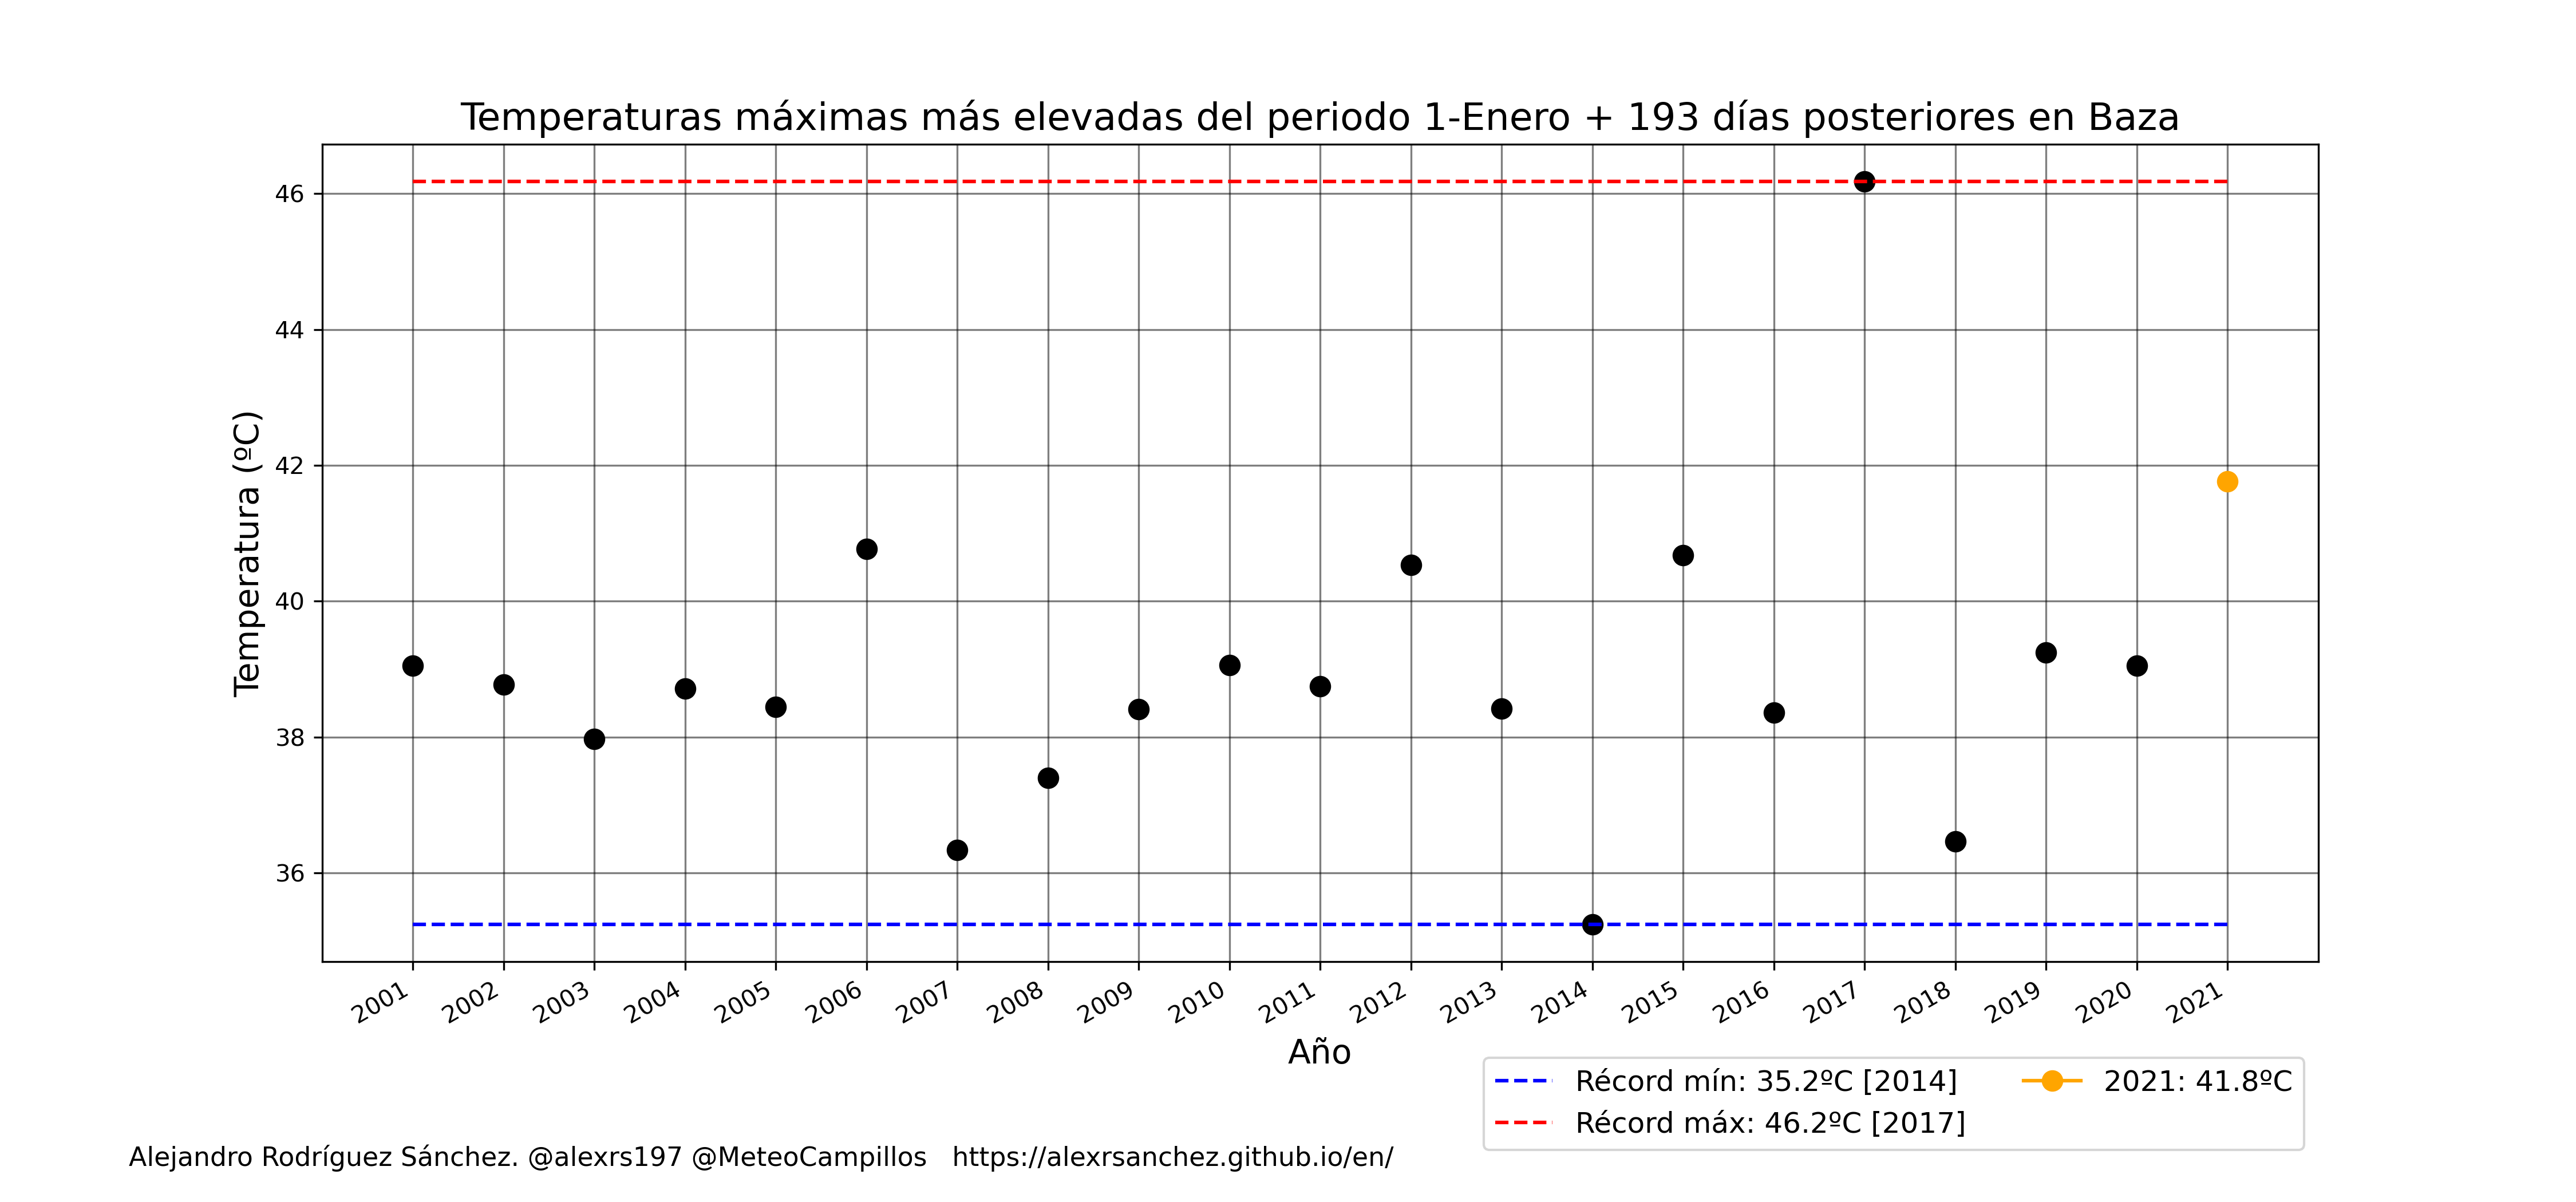 Temperaturas máximas más elevadas del periodo 1-Enero + 193 días posteriores en Baza
Temperatura (ºC)
46
44
42
40
38
36
2001 2002 2003 2004 2005 2006 2007 2008 2009 2010 2011 2012 2013 2014 2015 2016 2017 2018 2019 2020 2021
Año
Récord mín: 35.2ºC [2014]
Récord máx: 46.2ºC [2017]
2021: 41.8ºC
Alejandro Rodríguez Sánchez. @alexrs197 @MeteoCampillos https://alexrsanchez.github.io/en/